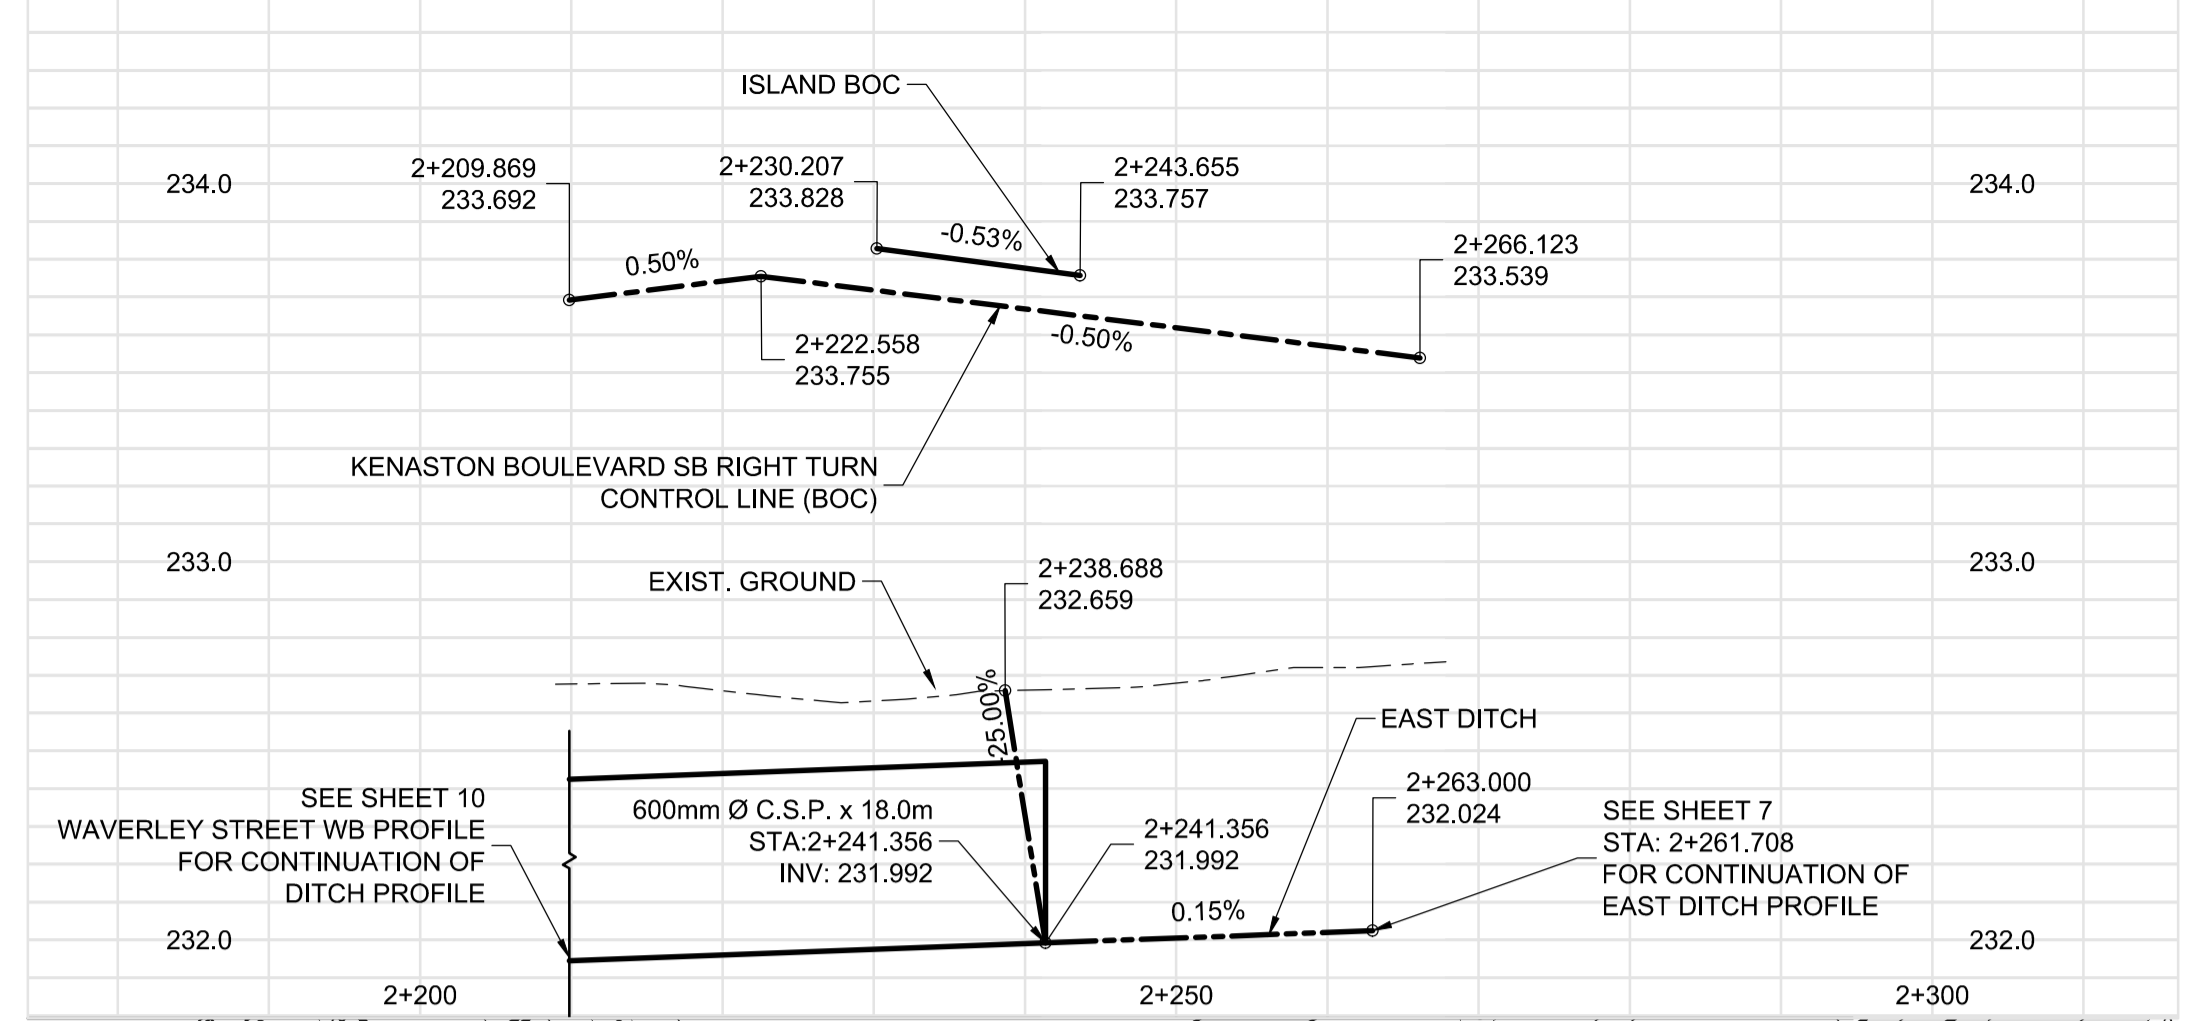 ISLAND BOC
2+209.869
233.692
2+230.207
233.828
2+243.655
233.757
234.0
234.0
-0.53%
0.50%
2+266.123
233.539
-0.50%
2+222.558
233.755
KENASTON BOULEVARD SB RIGHT TURN
CONTROL LINE (BOC)
233.0
233.0
EXIST. GROUND
2+238.688
232.659
-25.00%
EAST DITCH
SEE SHEET 10
WAVERLEY STREET WB PROFILE
FOR CONTINUATION OF
DITCH PROFILE
600mm Ø C.S.P. x 18.0m
STA:2+241.356
INV: 231.992
2+241.356
231.992
2+263.000
232.024
SEE SHEET 7
STA: 2+261.708
FOR CONTINUATION OF
EAST DITCH PROFILE
0.15%
232.0
232.0
2+200
2+250
2+300